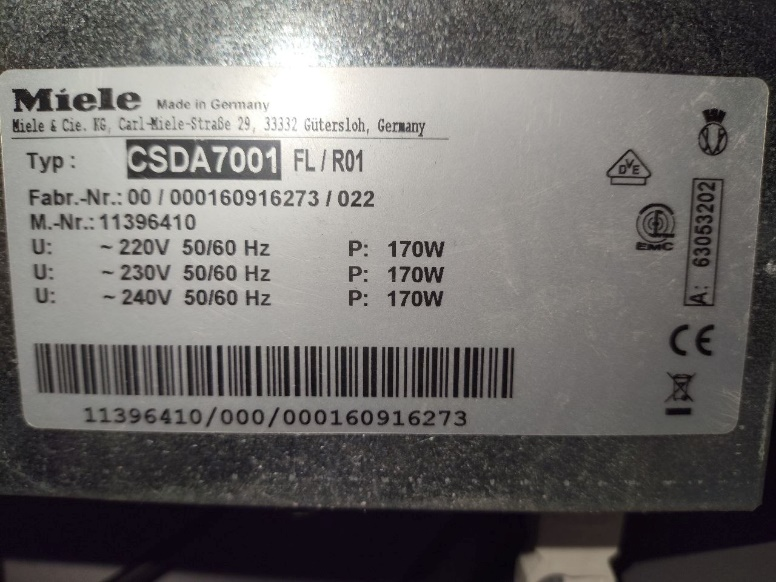 Miele Made in Germany
Miele & Cie. KG, Carl-Miele-Straße 29, 33332 Gütersloh, Germany
Typ: CSDA7001 FL / R01
Fabr.-Nr.: 00 / 000160916273 / 022
M.-Nr.: 11396410
U: ~ 220V 50/60 Hz P: 170W
U: ~ 230V 50/60 Hz P: 170W
U: ~ 240V 50/60 Hz P: 170W
11396410/000/000160916273
DVE
EMC
A: 63053202
CE